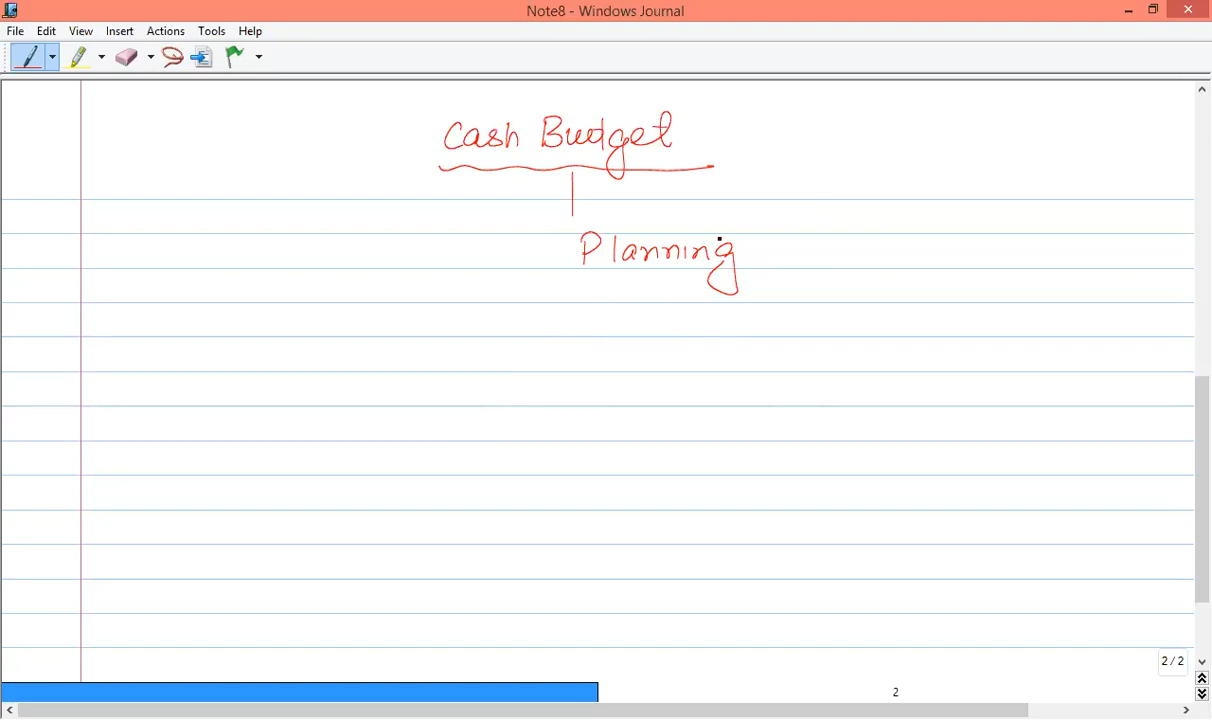 Note8 - Windows Journal
File Edit View Insert Actions Tools Help
Cash Budget
Planning
2 / 2
2